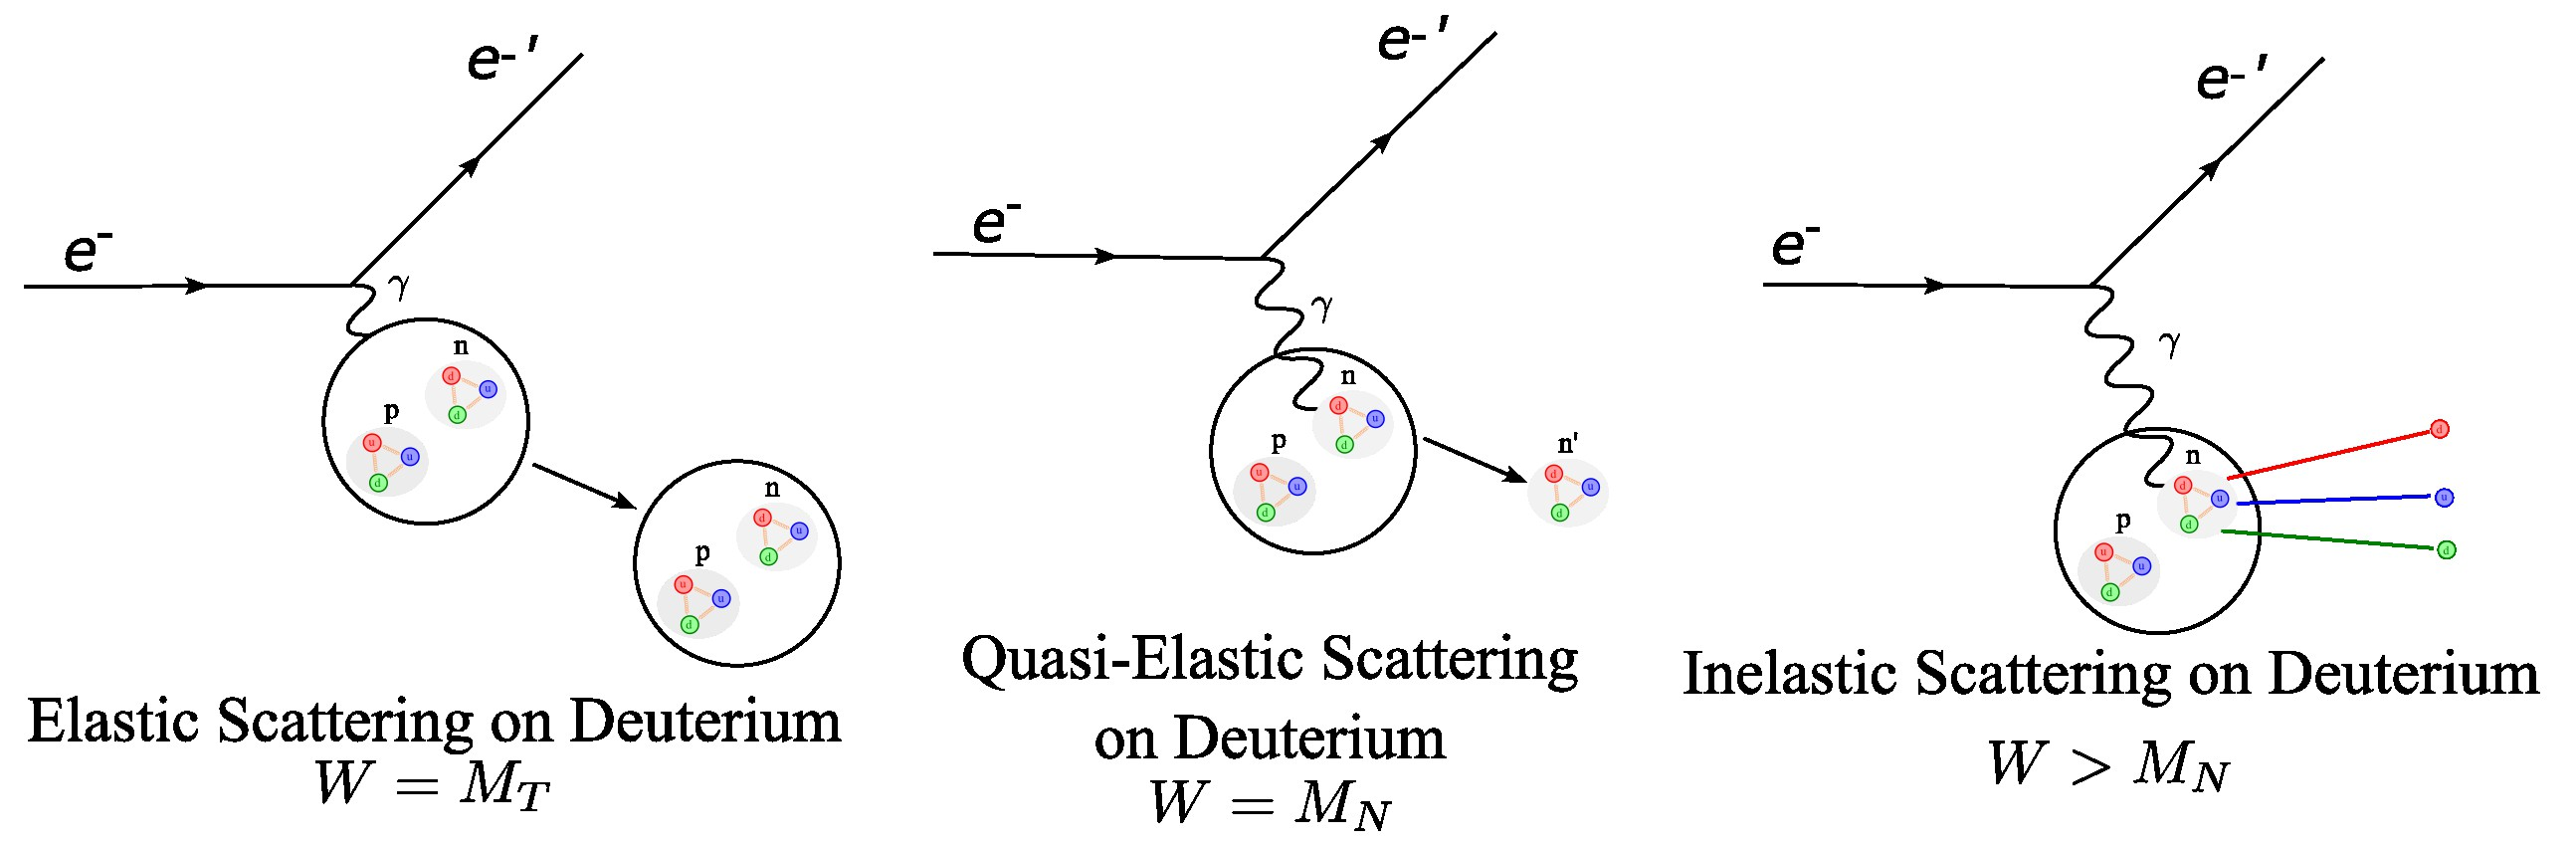 e-'
e-
γ
n
d
u
d
p
u
u
d
n
d
u
d
p
u
u
d
Elastic Scattering on Deuterium
W = M_T
e-'
e-
γ
n
d
u
d
p
u
u
d
n'
d
u
d
Quasi-Elastic Scattering
on Deuterium
W = M_N
e-'
e-
γ
n
d
u
d
p
u
u
d
d
u
d
Inelastic Scattering on Deuterium
W > M_N